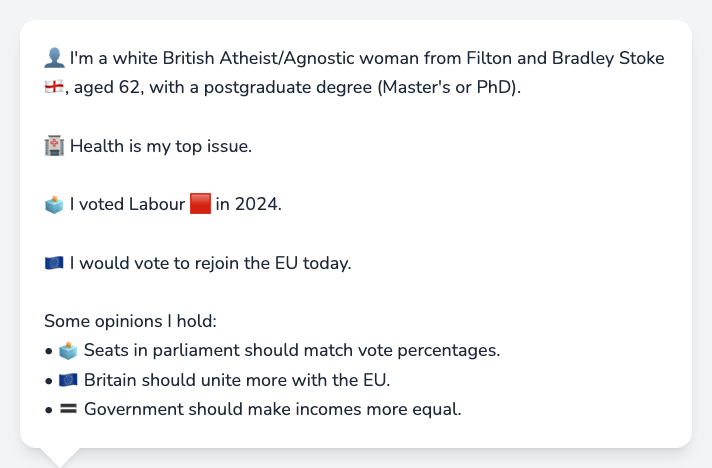 👤 I'm a white British Atheist/Agnostic woman from Filton and Bradley Stoke
🏴󠁧󠁢󠁥󠁮󠁧󠁿, aged 62, with a postgraduate degree (Master's or PhD).
🏥 Health is my top issue.
🗳️ I voted Labour 🟥 in 2024.
🇪🇺 I would vote to rejoin the EU today.
Some opinions I hold:
• 🗳️ Seats in parliament should match vote percentages.
• 🇪🇺 Britain should unite more with the EU.
• 🟰 Government should make incomes more equal.